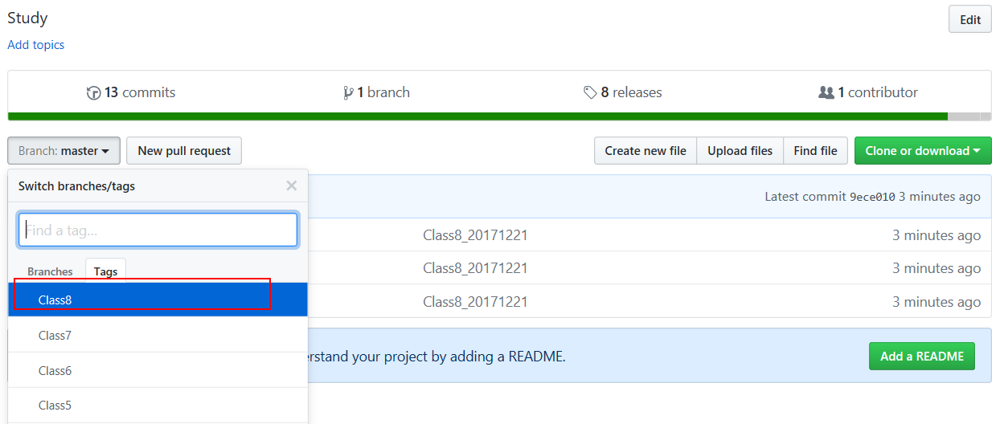 Study
Edit
Add topics
13 commits
1 branch
8 releases
1 contributor
Branch: master
New pull request
Create new file
Upload files
Find file
Clone or download
Switch branches/tags
Latest commit 9ece010 3 minutes ago
Find a tag...
Class8_20171221
3 minutes ago
Branches
Tags
Class8_20171221
3 minutes ago
Class8
Class8_20171221
3 minutes ago
Class7
erstand your project by adding a README.
Add a README
Class6
Class5